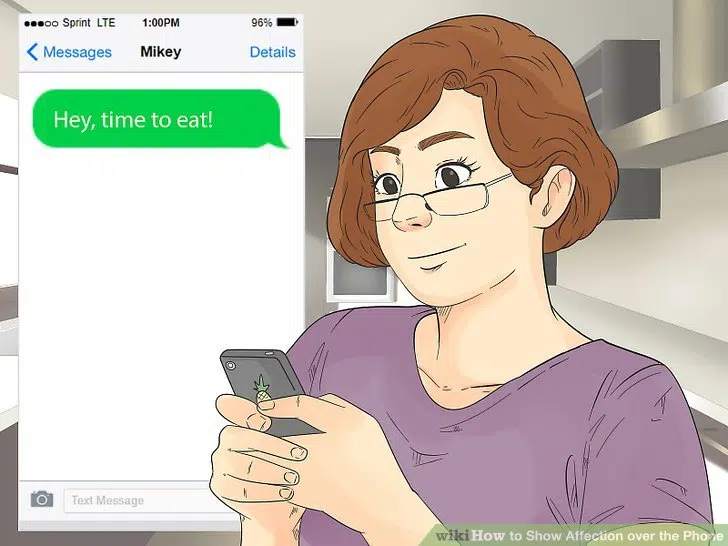 ●●●○○ Sprint LTE 1:00PM 96%
Messages Mikey Details
Hey, time to eat!
Text Message
wikiHow to Show Affection over the Phone